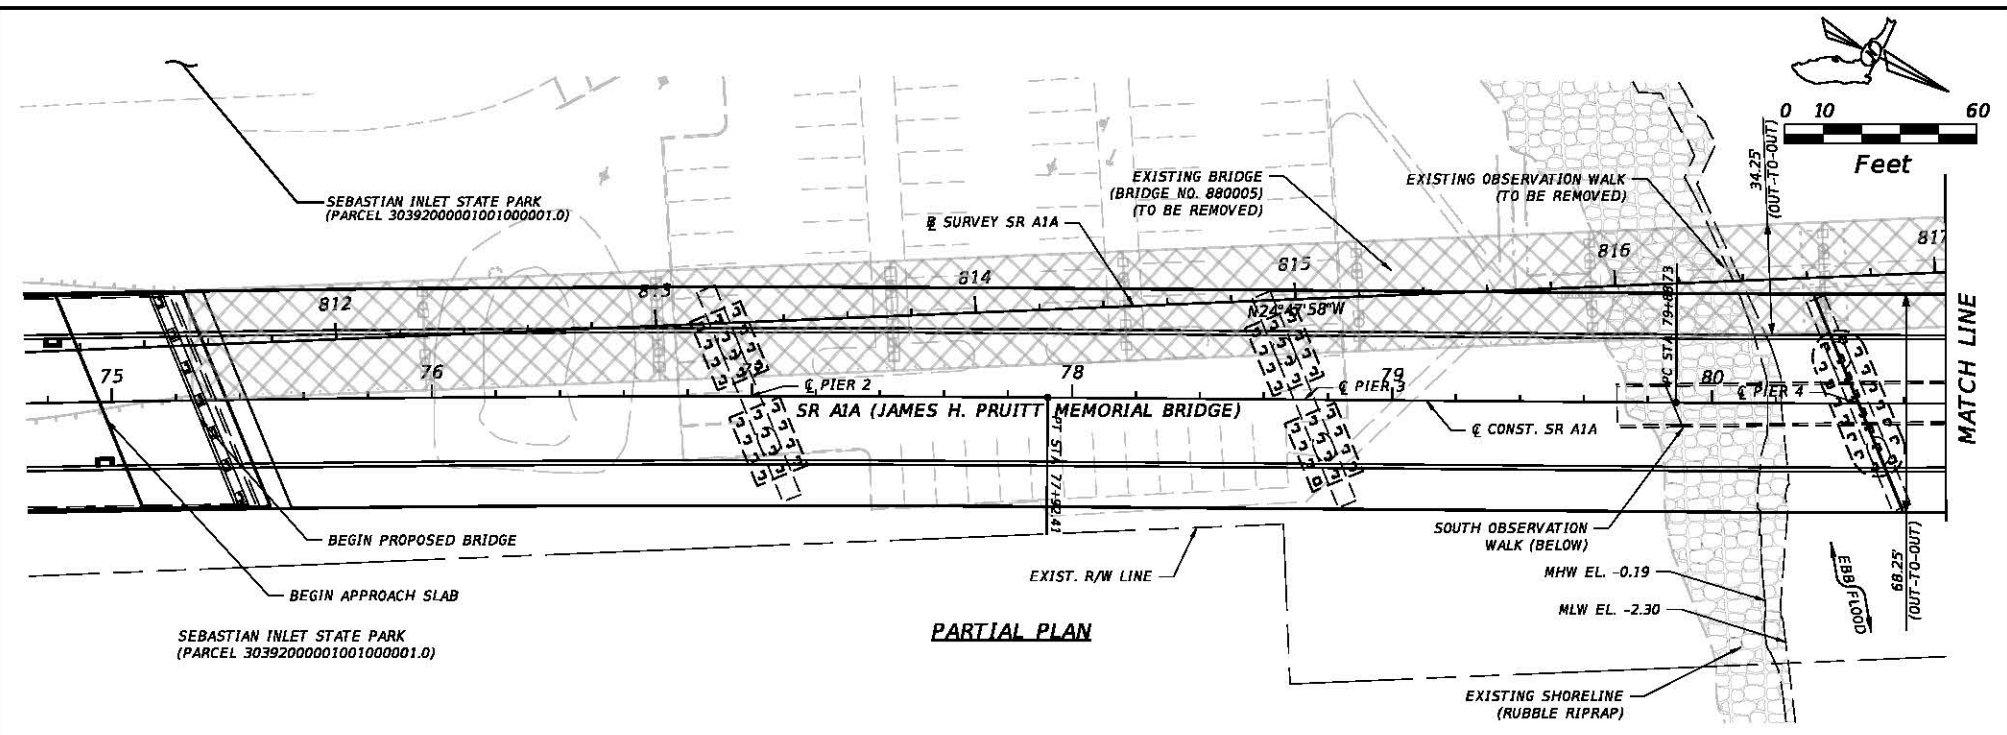 0 10 60
Feet
34.25'
(OUT-TO-OUT)
SEBASTIAN INLET STATE PARK
(PARCEL 30392000001001000001.0)
EXISTING BRIDGE
(BRIDGE NO. 880005)
(TO BE REMOVED)
EXISTING OBSERVATION WALK
(TO BE REMOVED)
℄ SURVEY SR A1A
812
813
814
815
816
817
N24°47'58"W
PC STA. 79+88.73
MATCH LINE
75
76
78
79
80
℄ PIER 2
℄ PIER 3
℄ PIER 4
SR A1A (JAMES H. PRUITT MEMORIAL BRIDGE)
℄ CONST. SR A1A
PT STA. 77+92.41
BEGIN PROPOSED BRIDGE
BEGIN APPROACH SLAB
SOUTH OBSERVATION
WALK (BELOW)
EXIST. R/W LINE
MHW EL. -0.19
MLW EL. -2.30
EBB
FLOOD
68.25'
(OUT-TO-OUT)
SEBASTIAN INLET STATE PARK
(PARCEL 30392000001001000001.0)
PARTIAL PLAN
EXISTING SHORELINE
(RUBBLE RIPRAP)